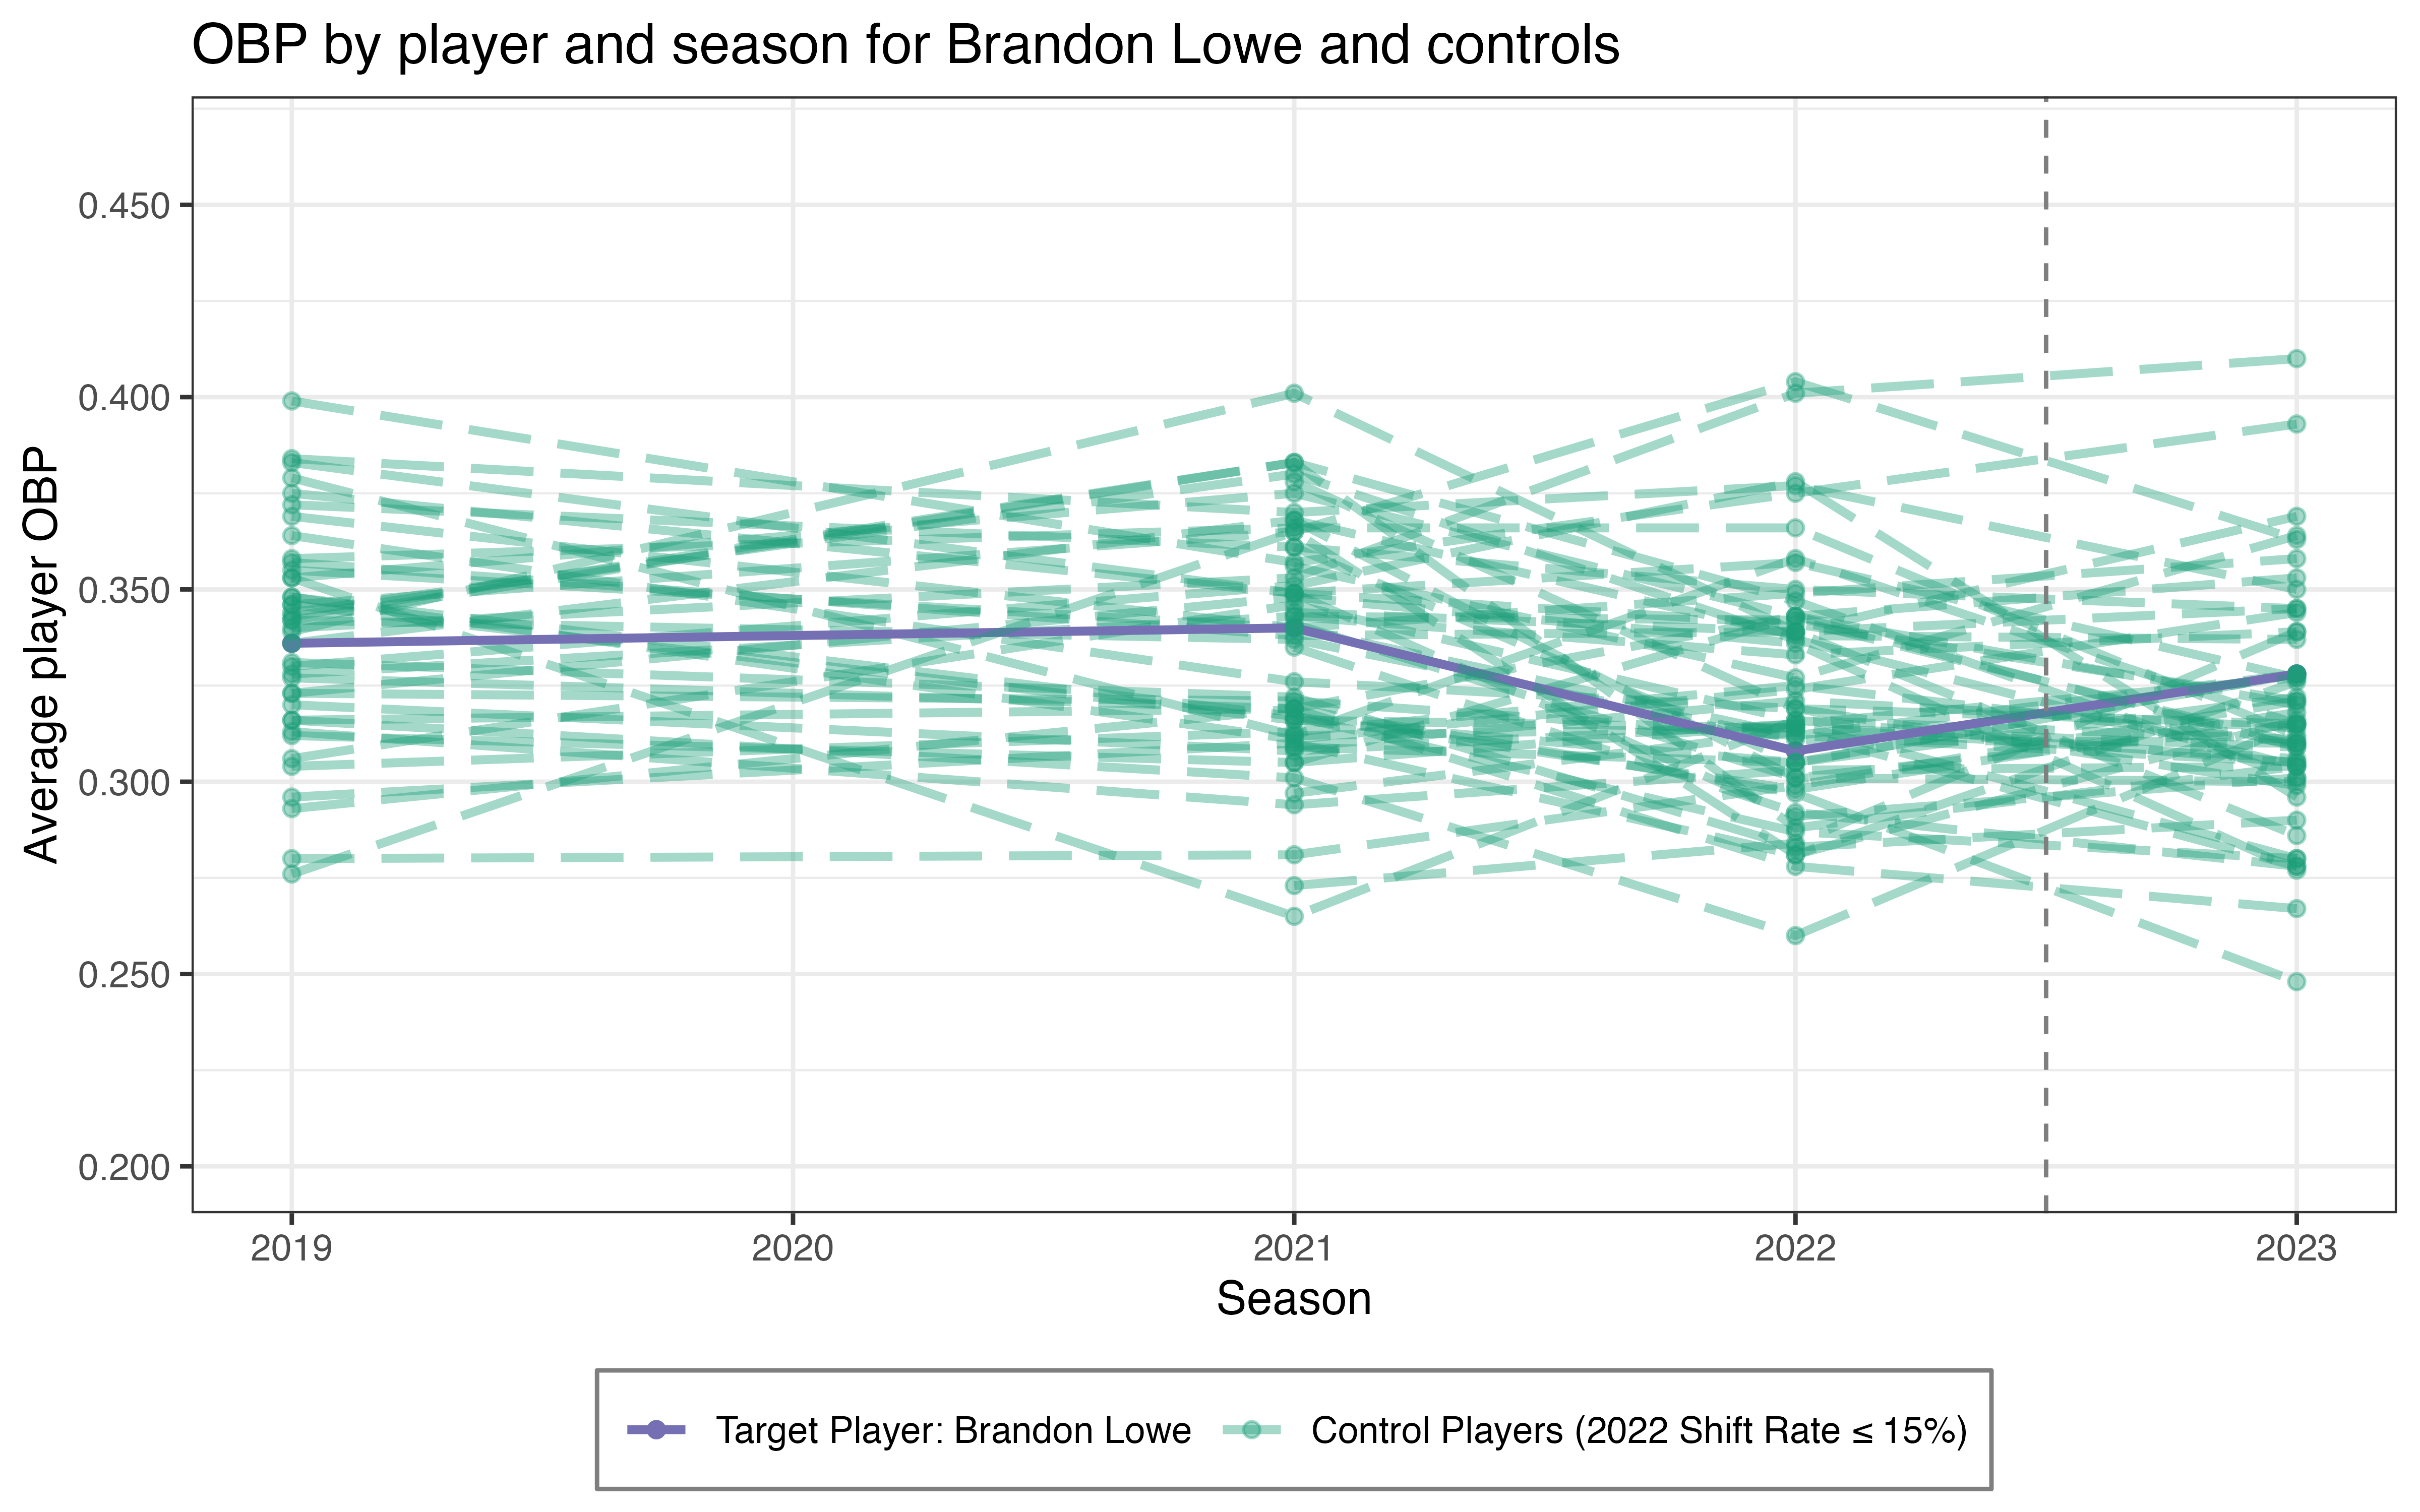 OBP by player and season for Brandon Lowe and controls
Average player OBP
0.450
0.400
0.350
0.300
0.250
0.200
2019 2020 2021 2022 2023
Season
Target Player: Brandon Lowe Control Players (2022 Shift Rate ≤ 15%)